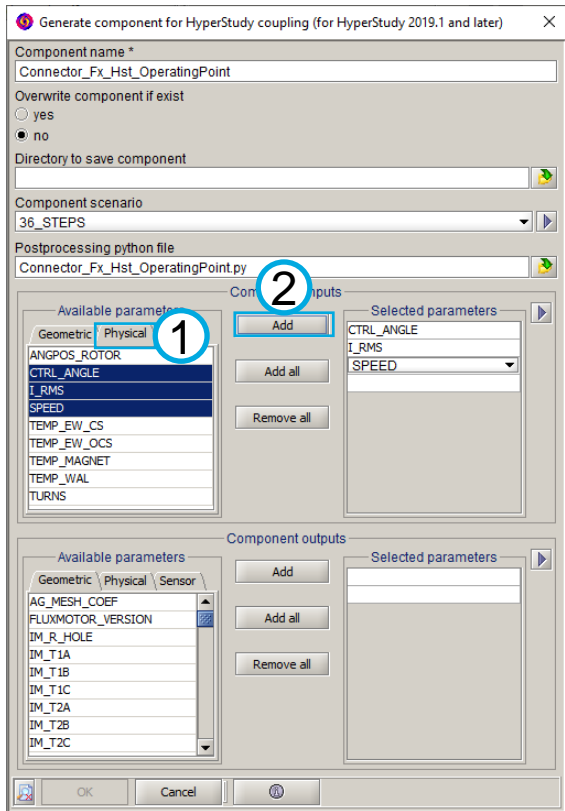 Generate component for HyperStudy coupling (for HyperStudy 2019.1 and later)
Component name *
Connector_Fx_Hst_OperatingPoint
Overwrite component if exist
yes
no
Directory to save component
Component scenario
36_STEPS
Postprocessing python file
Connector_Fx_Hst_OperatingPoint.py
Com nputs
2
Available parameters
Selected parameters
Geometric Physical
1
Add
ANGPOS_ROTOR
CTRL_ANGLE
I_RMS
SPEED
TEMP_EW_CS
TEMP_EW_OCS
TEMP_MAGNET
TEMP_WAL
TURNS
Add all
Remove all
CTRL_ANGLE
I_RMS
SPEED
Component outputs
Available parameters
Selected parameters
Geometric Physical Sensor
Add
AG_MESH_COEF
FLUXMOTOR_VERSION
IM_R_HOLE
IM_T1A
IM_T1B
IM_T1C
IM_T2A
IM_T2B
IM_T2C
Add all
Remove all
OK Cancel